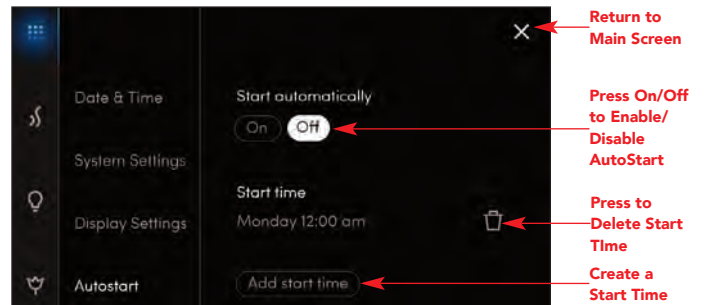 Return to
Main Screen
Date & Time
Start automatically
On Off
Press On/Off
to Enable/
Disable
AutoStart
System Settings
Start time
Display Settings
Monday 12:00 am
Press to
Delete Start
TIme
Autostart
Add start time
Create a
Start Time